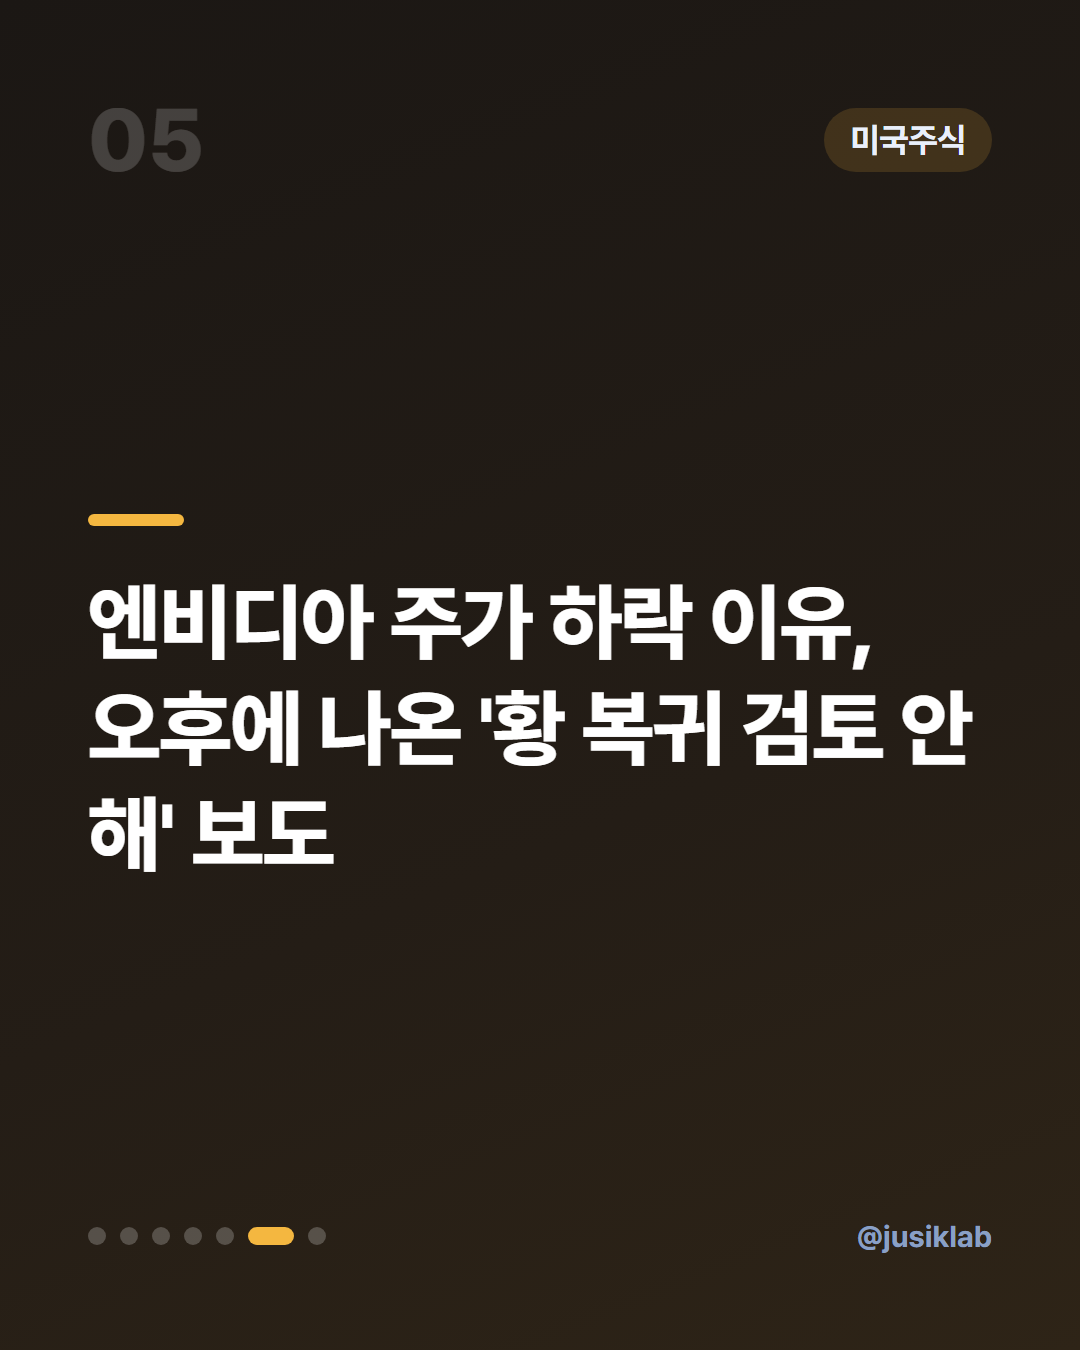 05
미국주식
엔비디아 주가 하락 이유,
오후에 나온 '황 복귀 검토 안
해' 보도
@jusiklab